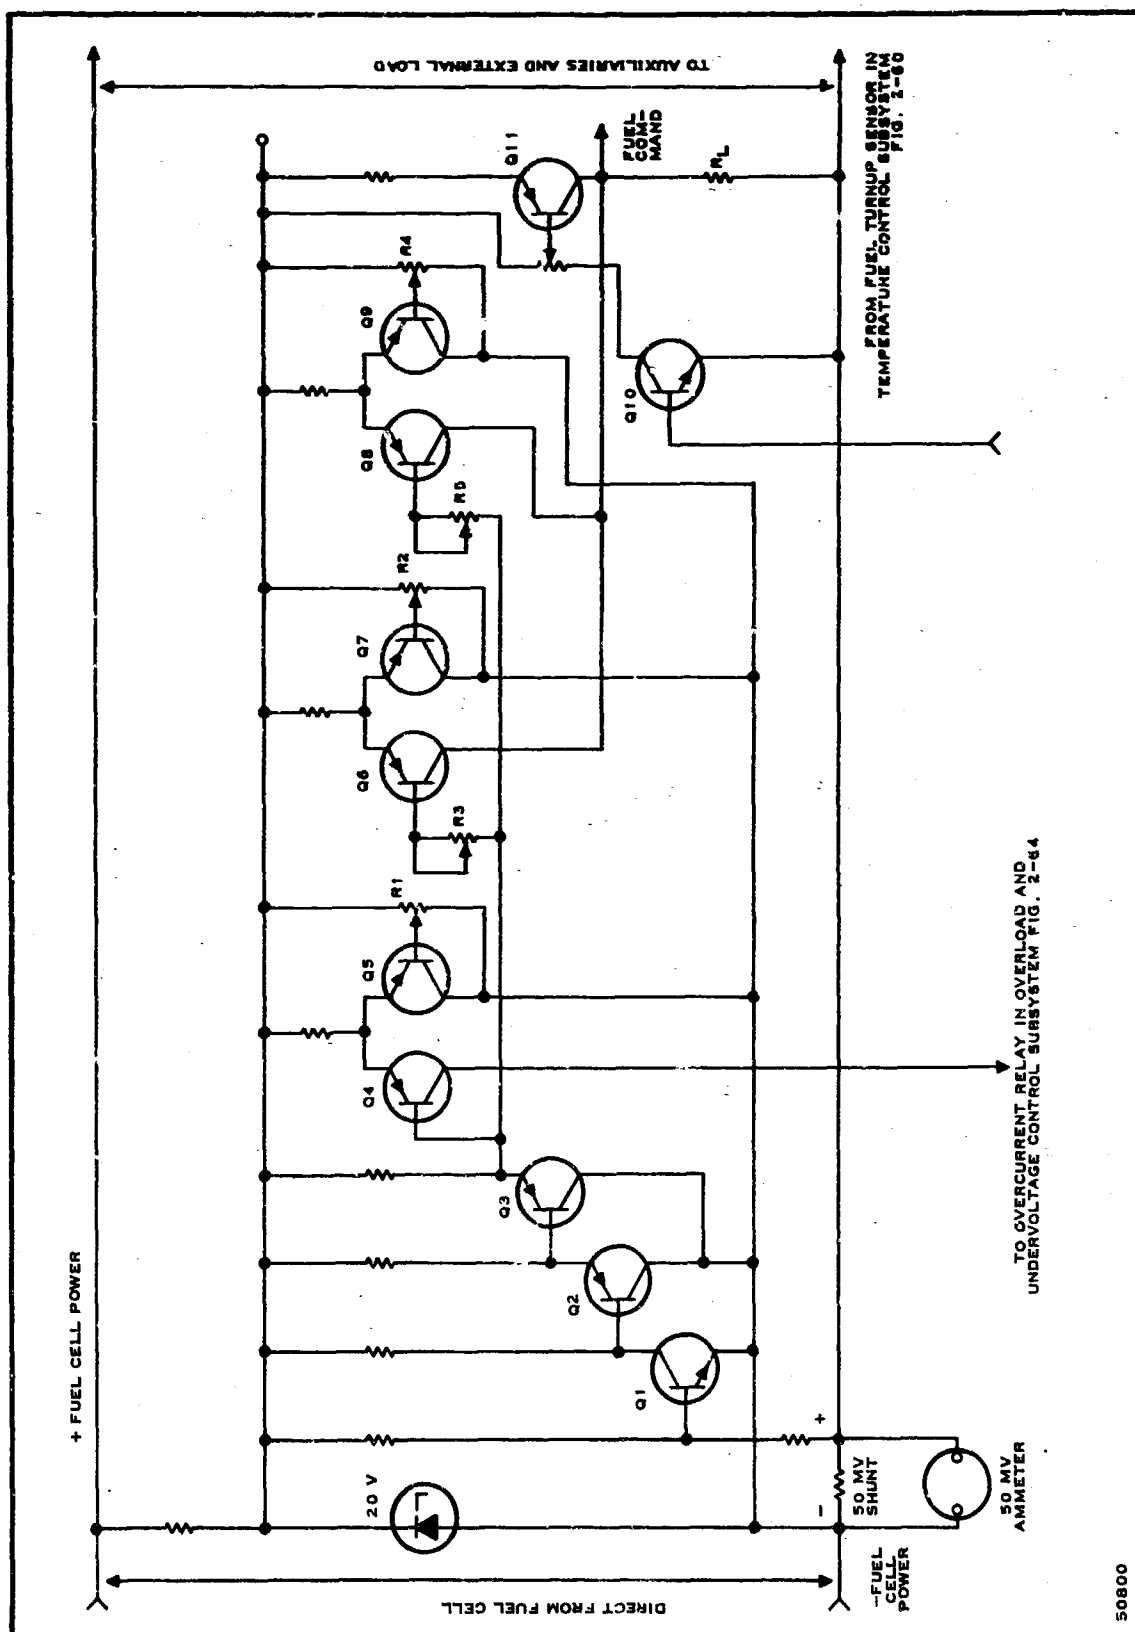 + FUEL CELL POWER
DIRECT FROM FUEL CELL
TO AUXILIARIES AND EXTERNAL LOAD
20 V
Q1
Q2
Q3
Q4
Q5
R1
R3
Q6
Q7
R2
R5
Q8
Q9
R4
Q10
Q11
FUEL
COM-
MAND
RL
−FUEL
CELL
POWER
−
+
50 MV
SHUNT
50 MV
AMMETER
TO OVERCURRENT RELAY IN OVERLOAD AND
UNDERVOLTAGE CONTROL SUBSYSTEM FIG. 2-64
FROM FUEL TURNUP SENSOR IN
TEMPERATURE CONTROL SUBSYSTEM
FIG. 2-60
50800